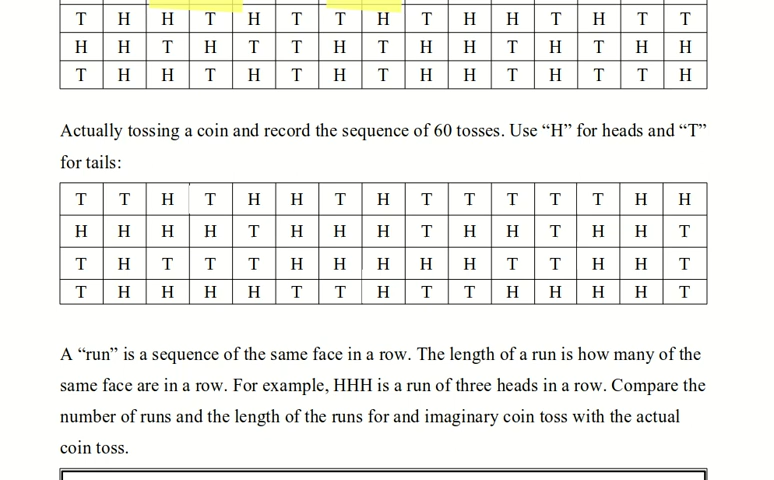 T H H T H T T H T H H T H T T
H H T H T T H T H H T H T H H
T H H T H T H T H H T H T T H
Actually tossing a coin and record the sequence of 60 tosses. Use “H” for heads and “T”
for tails:
T T H T H H T H T T T T T H H
H H H H T H H H T H H T H H T
T H T T T H H H H H T T H H T
T H H H H T T H T T H H H H T
A “run” is a sequence of the same face in a row. The length of a run is how many of the
same face are in a row. For example, HHH is a run of three heads in a row. Compare the
number of runs and the length of the runs for and imaginary coin toss with the actual
coin toss.